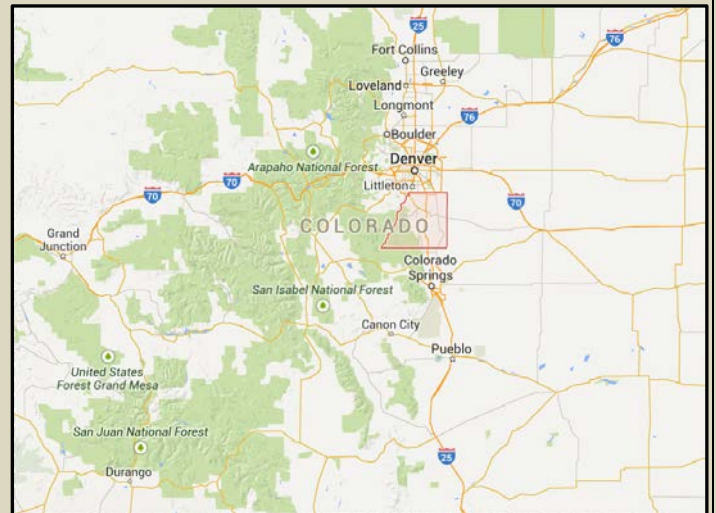 25
76
Fort Collins
Greeley
Loveland
Longmont
76
Boulder
Arapaho National Forest
Denver
70
70
Littleton
70
COLORADO
Grand
Junction
Colorado
Springs
San Isabel National Forest
Canon City
Pueblo
United States
Forest Grand Mesa
San Juan National Forest
25
Durango